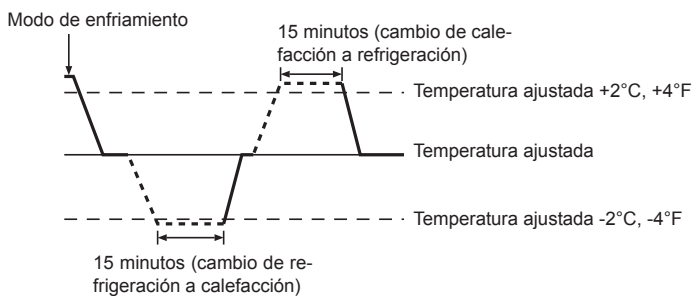 Modo de enfriamiento
15 minutos (cambio de cale-
facción a refrigeración)
Temperatura ajustada +2°C, +4°F
Temperatura ajustada
Temperatura ajustada -2°C, -4°F
15 minutos (cambio de re-
frigeración a calefacción)